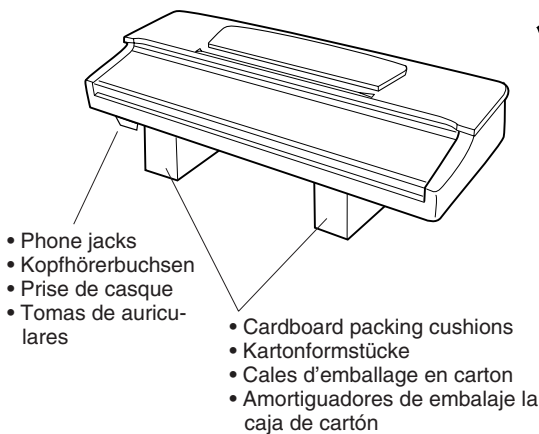 • Phone jacks
• Kopfhörerbuchsen
• Prise de casque
• Tomas de auricu-
lares
• Cardboard packing cushions
• Kartonformstücke
• Cales d’emballage en carton
• Amortiguadores de embalaje la
caja de cartón